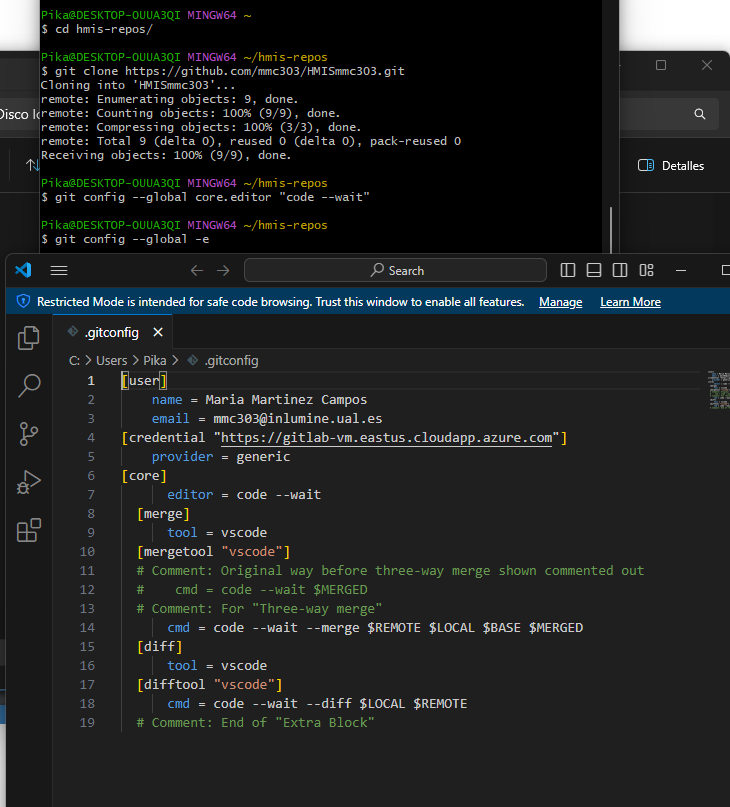 Pika@DESKTOP-OUUA3QI MINGW64 ~
$ cd hmis-repos/
Pika@DESKTOP-OUUA3QI MINGW64 ~/hmis-repos
$ git clone https://github.com/mmc303/HMISmmc303.git
Cloning into 'HMISmmc303'...
remote: Enumerating objects: 9, done.
remote: Counting objects: 100% (9/9), done.
remote: Compressing objects: 100% (3/3), done.
remote: Total 9 (delta 0), reused 0 (delta 0), pack-reused 0
Receiving objects: 100% (9/9), done.
Pika@DESKTOP-OUUA3QI MINGW64 ~/hmis-repos
$ git config --global core.editor "code --wait"
Pika@DESKTOP-OUUA3QI MINGW64 ~/hmis-repos
$ git config --global -e
Disco lo
Detalles
Search
Restricted Mode is intended for safe code browsing. Trust this window to enable all features. Manage Learn More
.gitconfig
C: > Users > Pika > .gitconfig
1 [user]
2 name = Maria Martinez Campos
3 email = mmc303@inlumine.ual.es
4 [credential "https://gitlab-vm.eastus.cloudapp.azure.com"]
5 provider = generic
6 [core]
7 editor = code --wait
8 [merge]
9 tool = vscode
10 [mergetool "vscode"]
11 # Comment: Original way before three-way merge shown commented out
12 # cmd = code --wait $MERGED
13 # Comment: For "Three-way merge"
14 cmd = code --wait --merge $REMOTE $LOCAL $BASE $MERGED
15 [diff]
16 tool = vscode
17 [difftool "vscode"]
18 cmd = code --wait --diff $LOCAL $REMOTE
19 # Comment: End of "Extra Block"